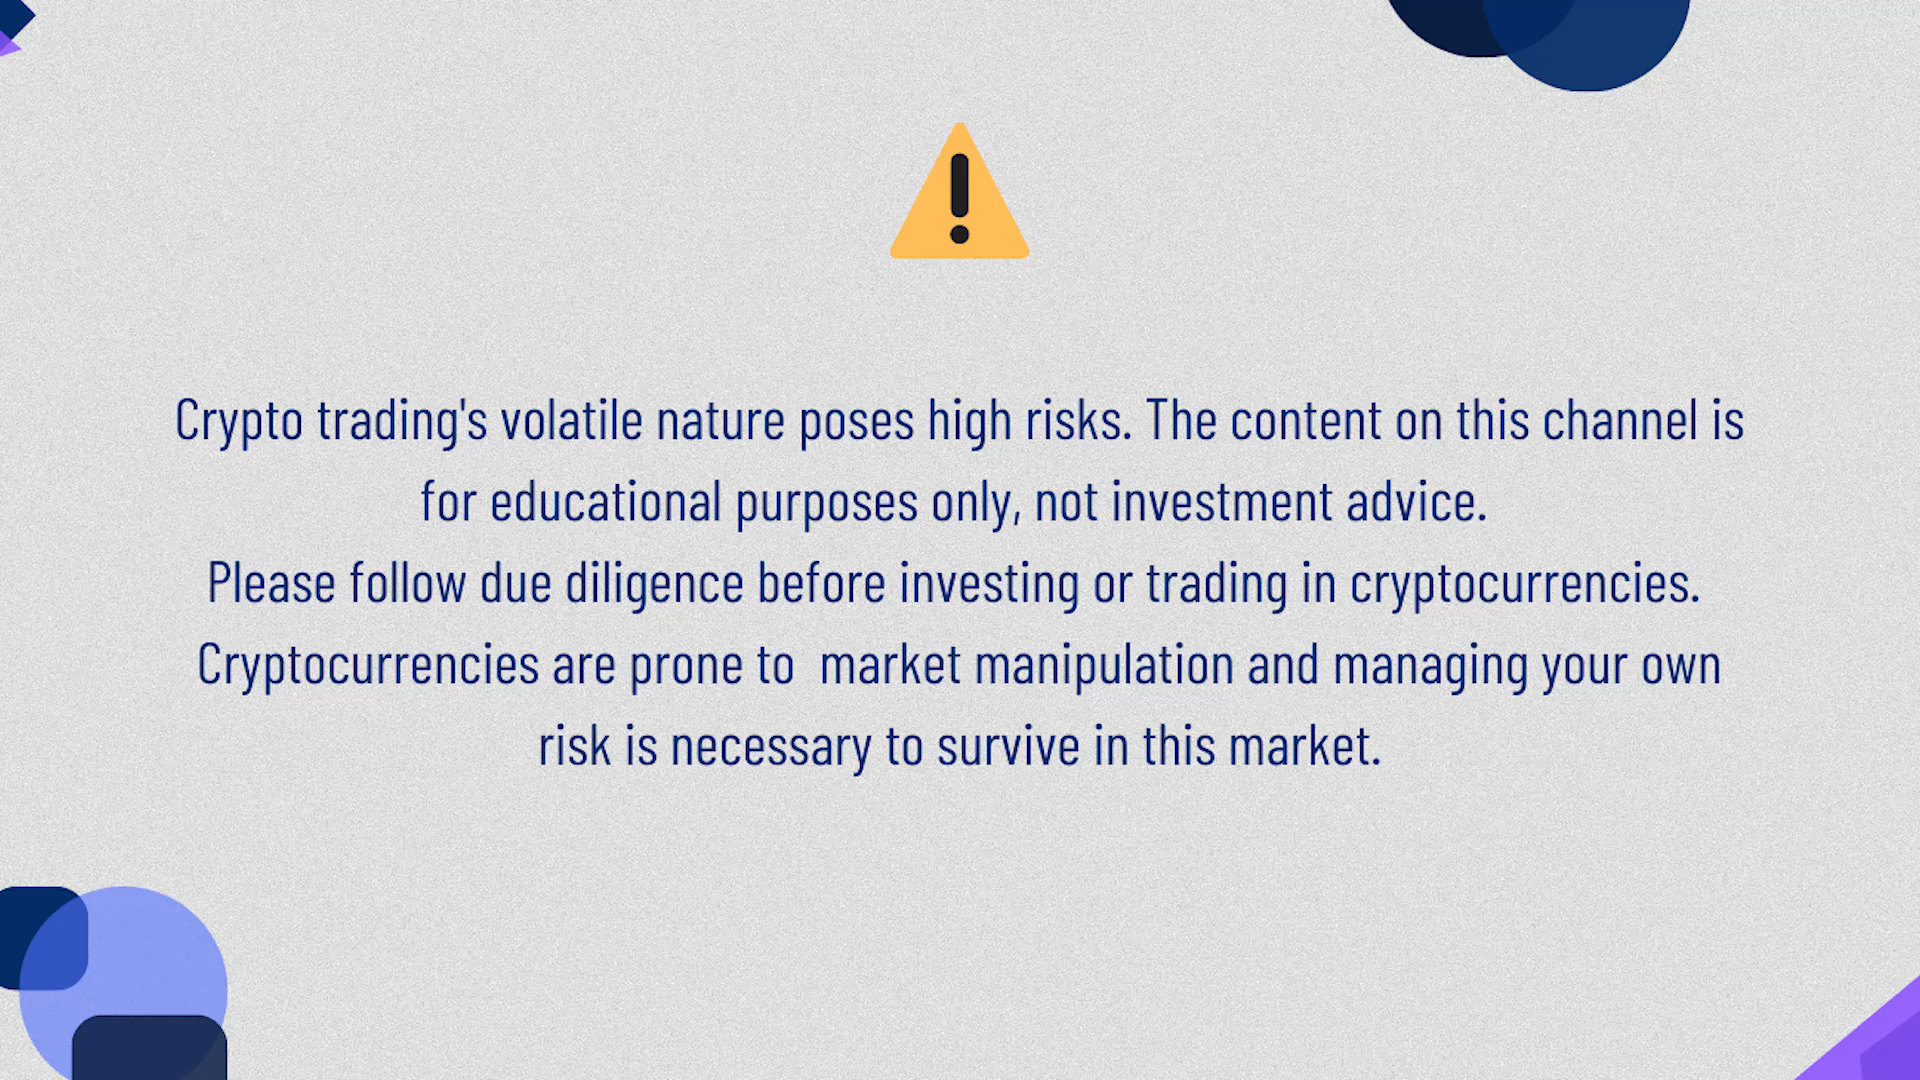 Crypto trading's volatile nature poses high risks. The content on this channel is
for educational purposes only, not investment advice.
Please follow due diligence before investing or trading in cryptocurrencies.
Cryptocurrencies are prone to  market manipulation and managing your own
risk is necessary to survive in this market.